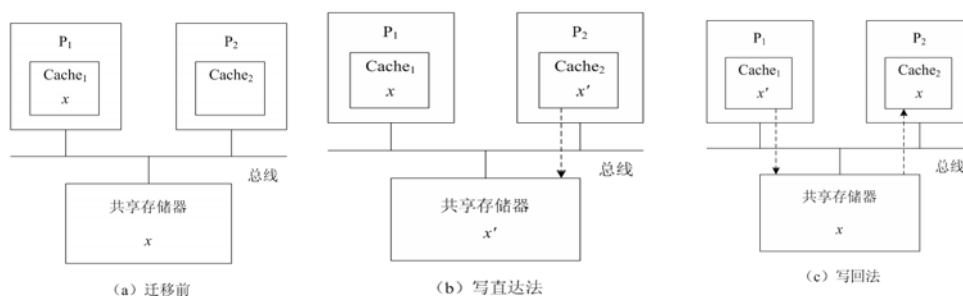 P₁
P₂
Cache₁
x
Cache₂
总线
共享存储器
x
(a)迁移前
P₁
P₂
Cache₁
x
Cache₂
x′
总线
共享存储器
x′
(b)写直达法
P₁
P₂
Cache₁
x′
Cache₂
x
总线
共享存储器
x
(c)写回法